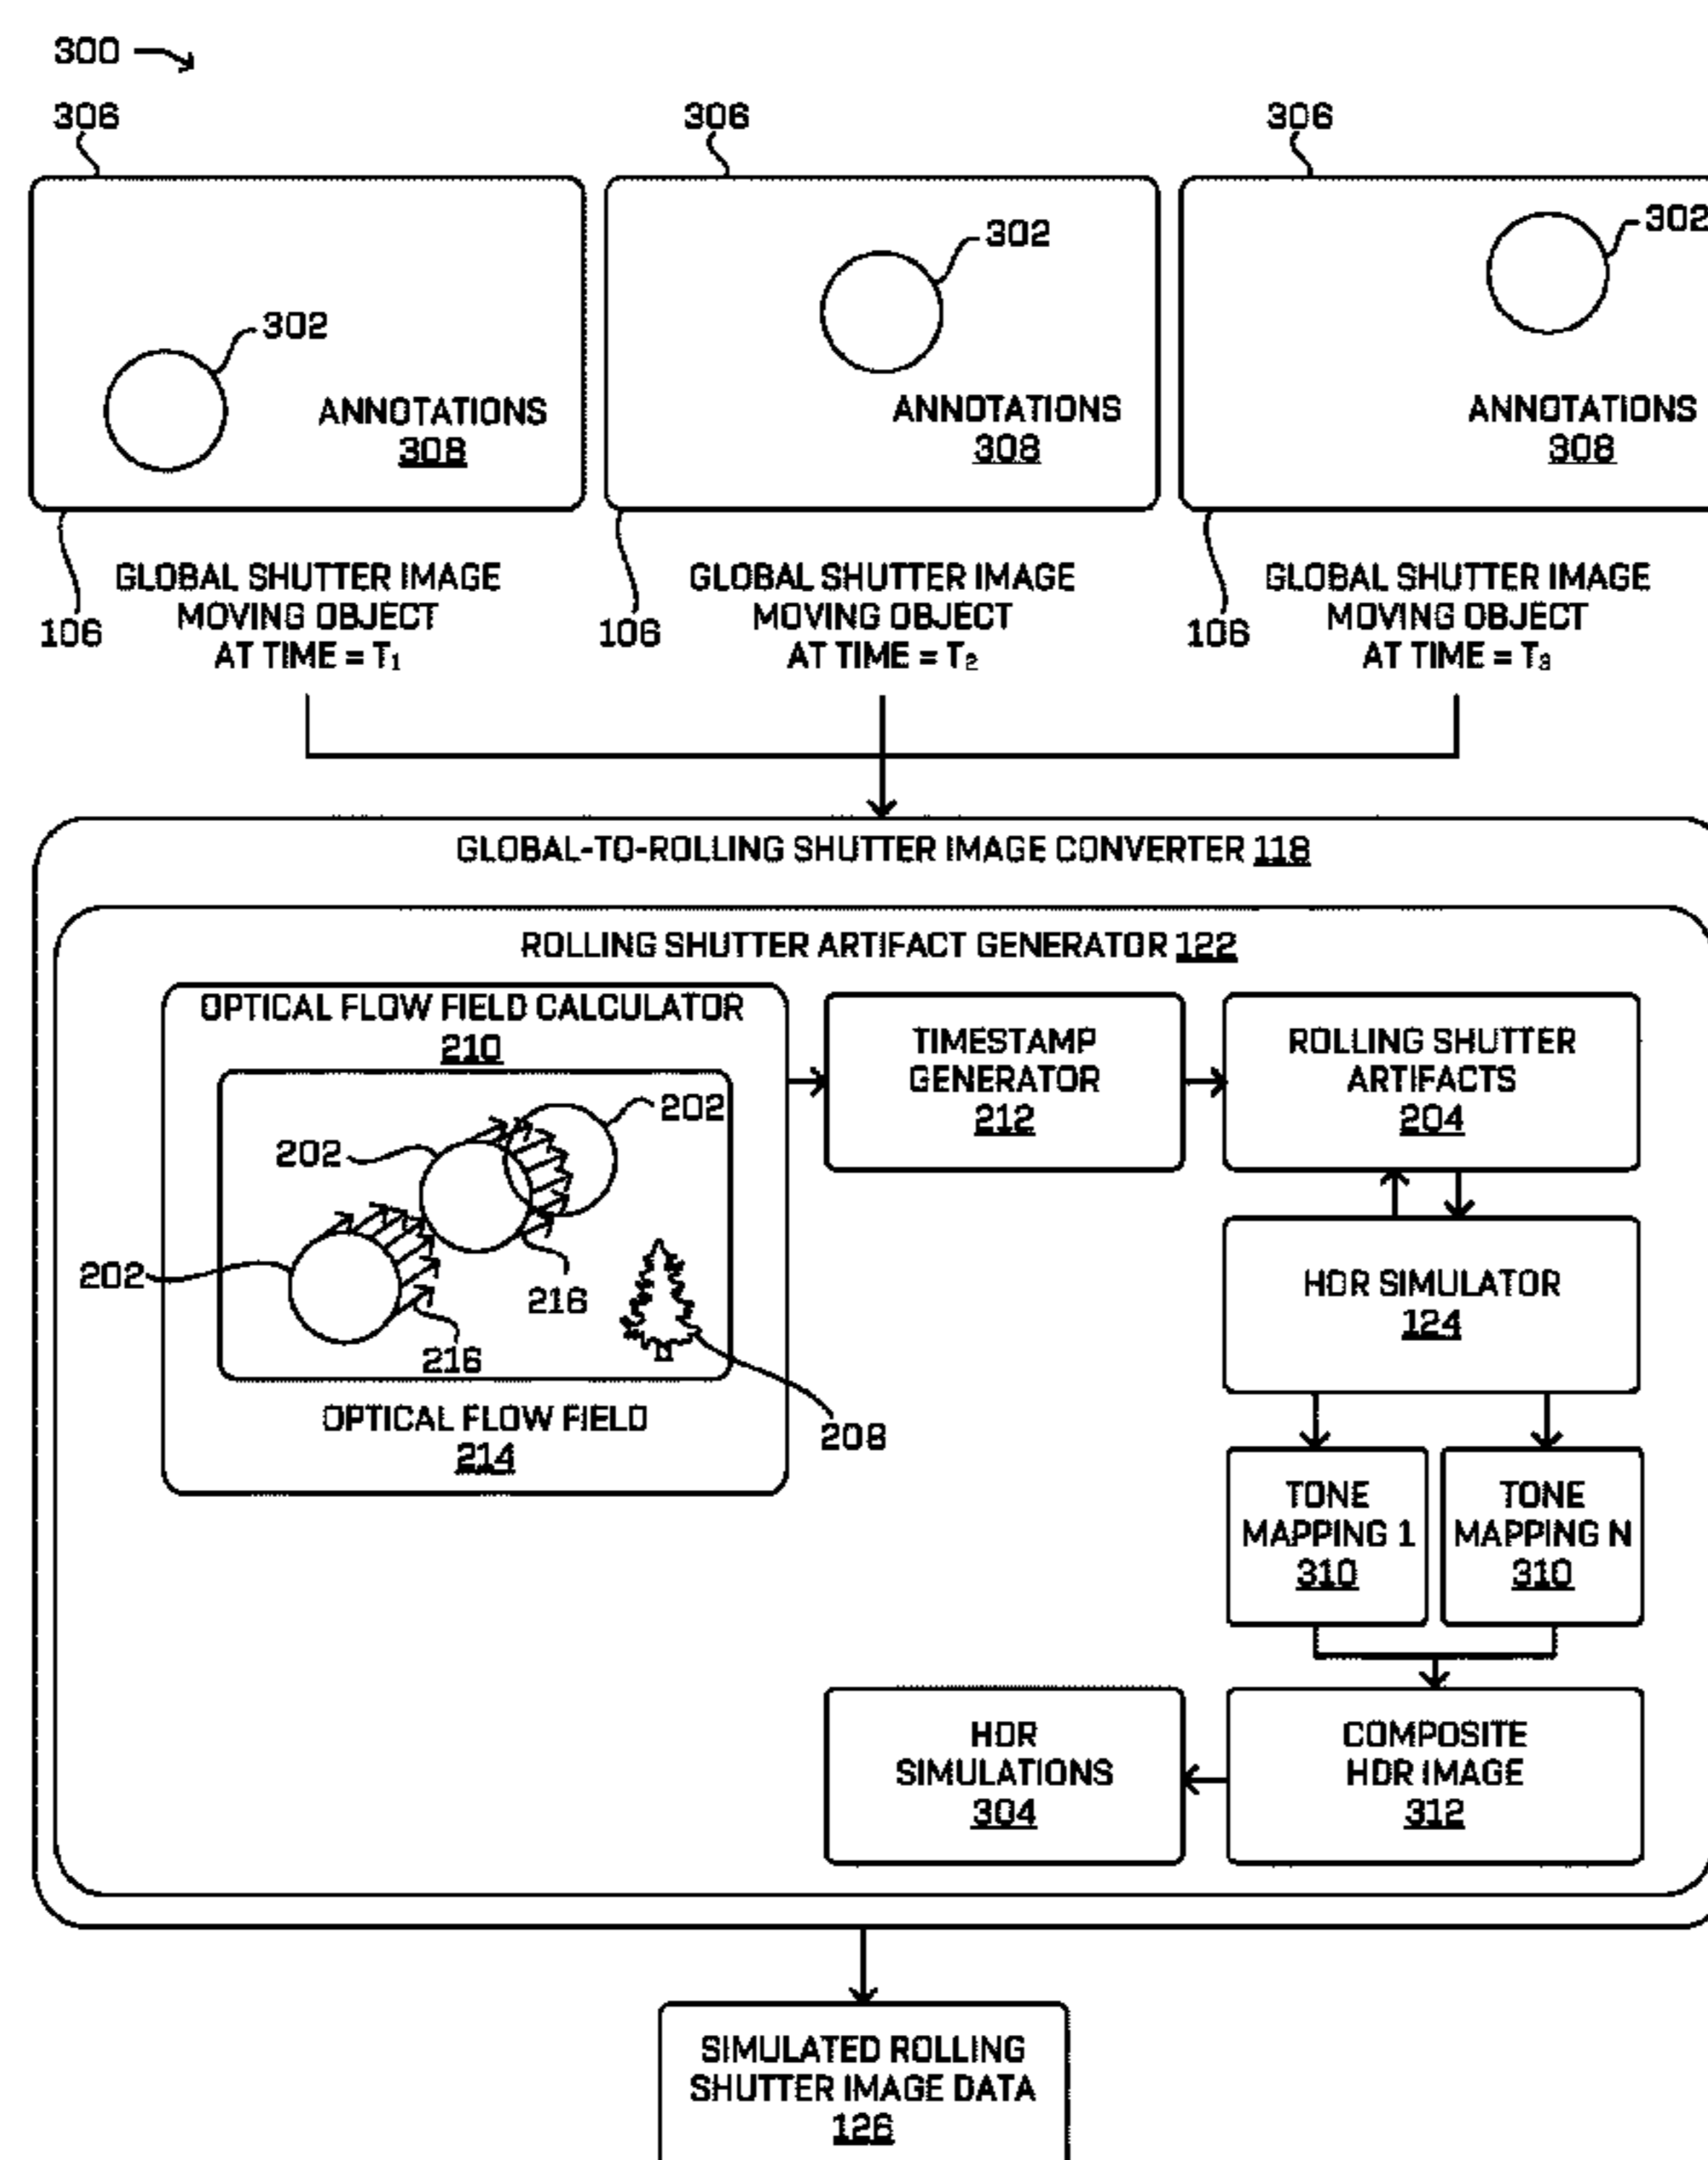 300
306 306 306
302
302
302
ANNOTATIONS
308
ANNOTATIONS
308
ANNOTATIONS
308
106
GLOBAL SHUTTER IMAGE
MOVING OBJECT
AT TIME = T₁
106
GLOBAL SHUTTER IMAGE
MOVING OBJECT
AT TIME = T₂
106
GLOBAL SHUTTER IMAGE
MOVING OBJECT
AT TIME = T₃
GLOBAL-TO-ROLLING SHUTTER IMAGE CONVERTER 118
ROLLING SHUTTER ARTIFACT GENERATOR 122
OPTICAL FLOW FIELD CALCULATOR
210
202
202
202
216
216
208
OPTICAL FLOW FIELD
214
TIMESTAMP
GENERATOR
212
ROLLING SHUTTER
ARTIFACTS
204
HDR SIMULATOR
124
TONE
MAPPING 1
310
TONE
MAPPING N
310
COMPOSITE
HDR IMAGE
312
HDR
SIMULATIONS
304
SIMULATED ROLLING
SHUTTER IMAGE DATA
126